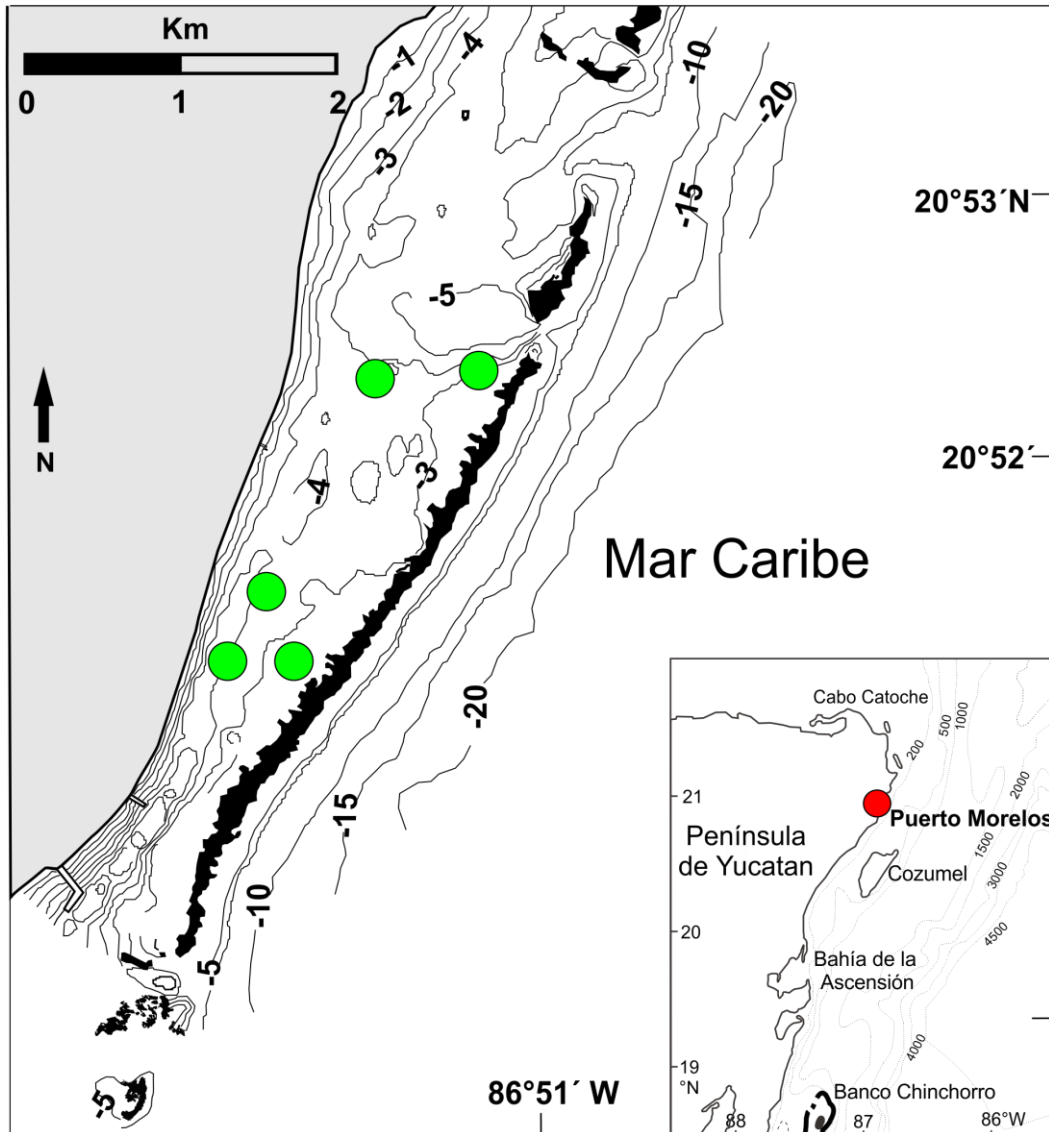 Km
0 1 2
-1
-2
-3
-4
-10
-20
-15
20°53´N
-5
N
-3
-4
20°52´
Mar Caribe
-20
-15
-10
-5
-5
86°51´ W
Cabo Catoche
200
500
1000
2000
21
Puerto Morelos
Península
de Yucatan
1500
3000
Cozumel
4500
20
Bahía de la
Ascensión
4000
19
°N
Banco Chinchorro
88 87 86°W